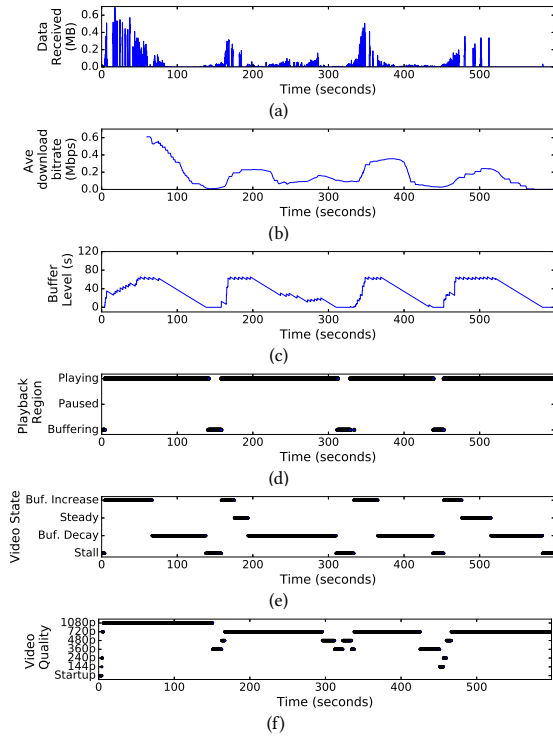 Data
Received
(MB)
0.6
0.4
0.2
0.0
0 100 200 300 400 500
Time (seconds)
(a)
Ave
download
bitrate
(Mbps)
0.6
0.4
0.2
0.0
0 100 200 300 400 500
Time (seconds)
(b)
Buffer
Level (s)
120
80
40
0
0 100 200 300 400 500
Time (seconds)
(c)
Playback
Region
Playing
Paused
Buffering
0 100 200 300 400 500
Time (seconds)
(d)
Video State
Buf. Increase
Steady
Buf. Decay
Stall
0 100 200 300 400 500
Time (seconds)
(e)
Video
Quality
1080p
720p
480p
360p
240p
144p
Startup
0 100 200 300 400 500
Time (seconds)
(f)